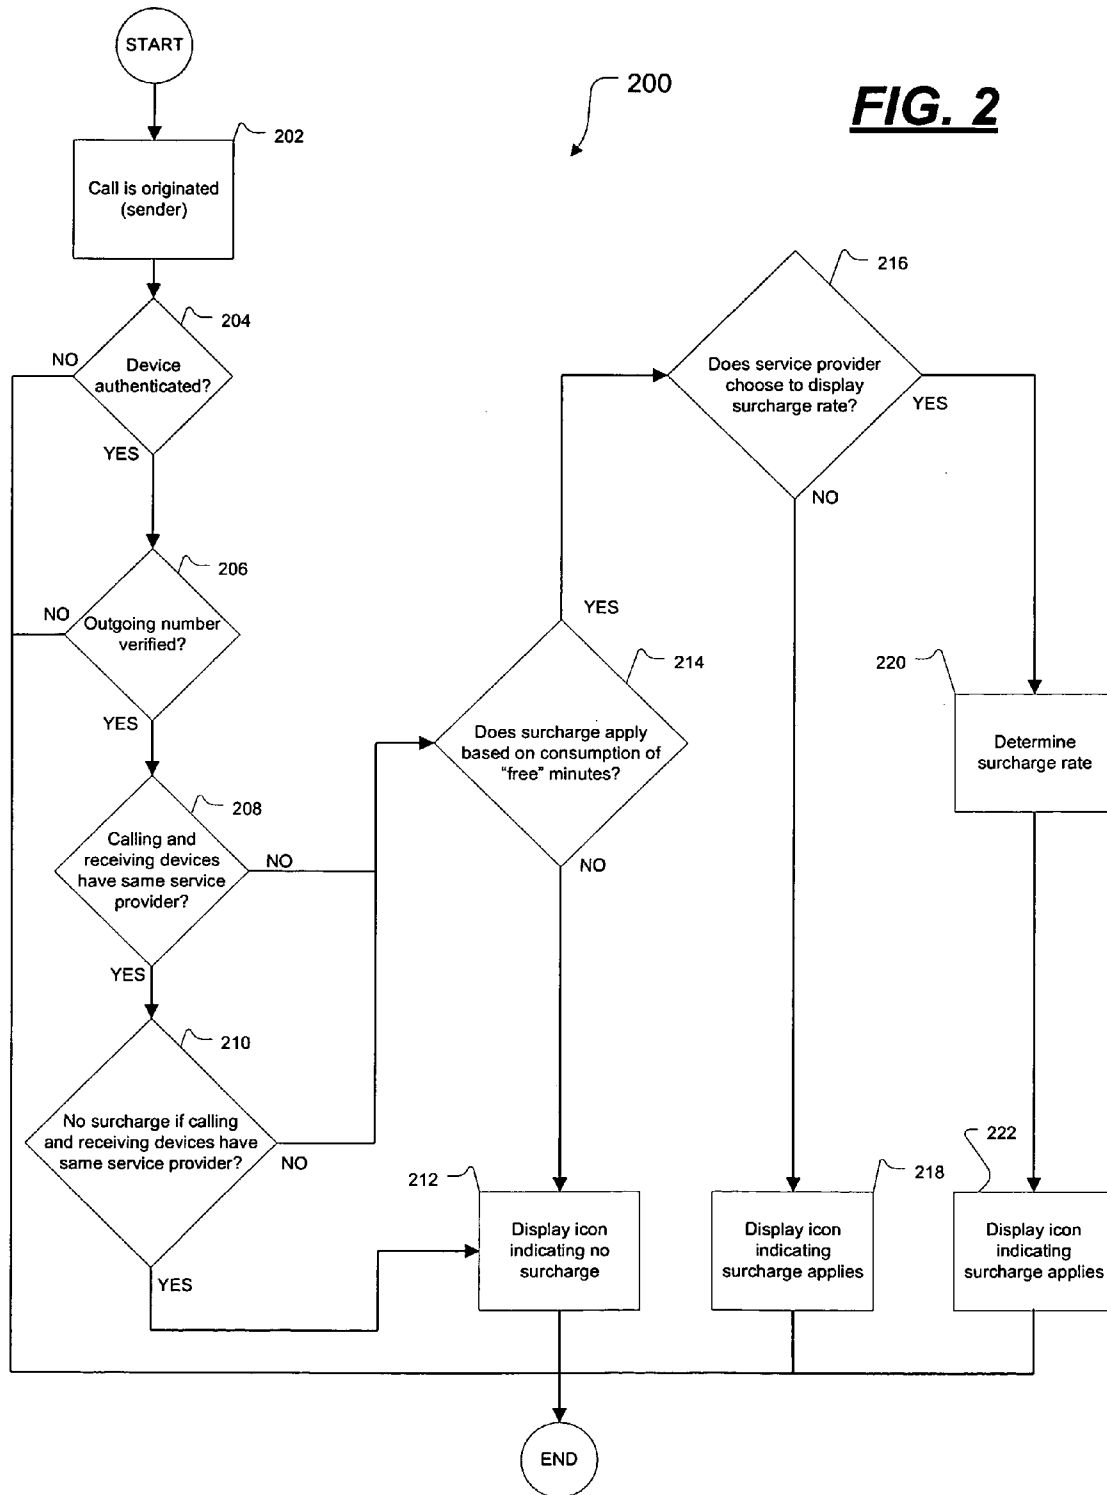 START
200
FIG. 2
202
Call is originated
(sender)
216
204
NO
Device
authenticated?
Does service provider
choose to display
surcharge rate?
YES
YES
NO
206
NO
YES
Outgoing number
verified?
214
220
YES
Does surcharge apply
based on consumption of
"free" minutes?
Determine
surcharge rate
208
Calling and
receiving devices
have same service
provider?
NO
NO
YES
210
No surcharge if calling
and receiving devices have
same service provider?
NO
222
212
218
Display icon
indicating no
surcharge
Display icon
indicating
surcharge applies
Display icon
indicating
surcharge applies
YES
END